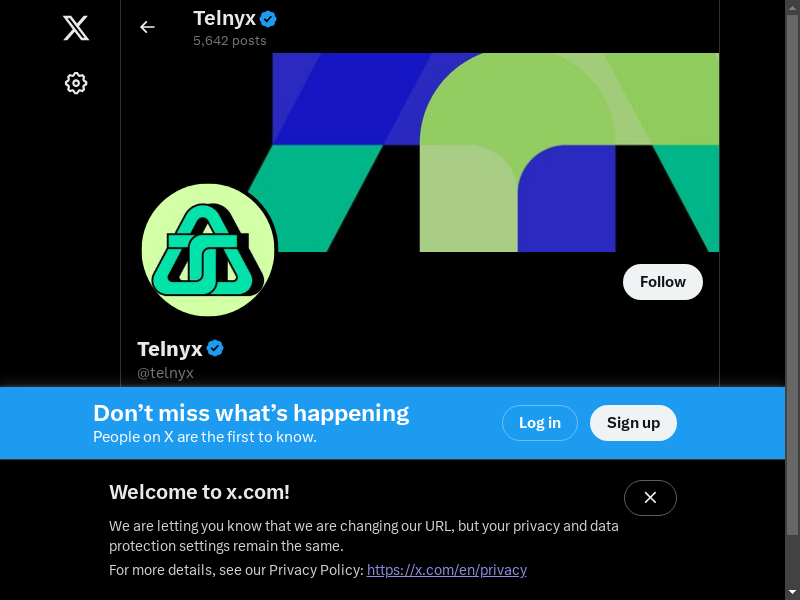 Telnyx
5,642 posts
Follow
Telnyx
@telnyx
Don’t miss what’s happening
People on X are the first to know.
Log in
Sign up
Welcome to x.com!
We are letting you know that we are changing our URL, but your privacy and data
protection settings remain the same.
For more details, see our Privacy Policy: https://x.com/en/privacy